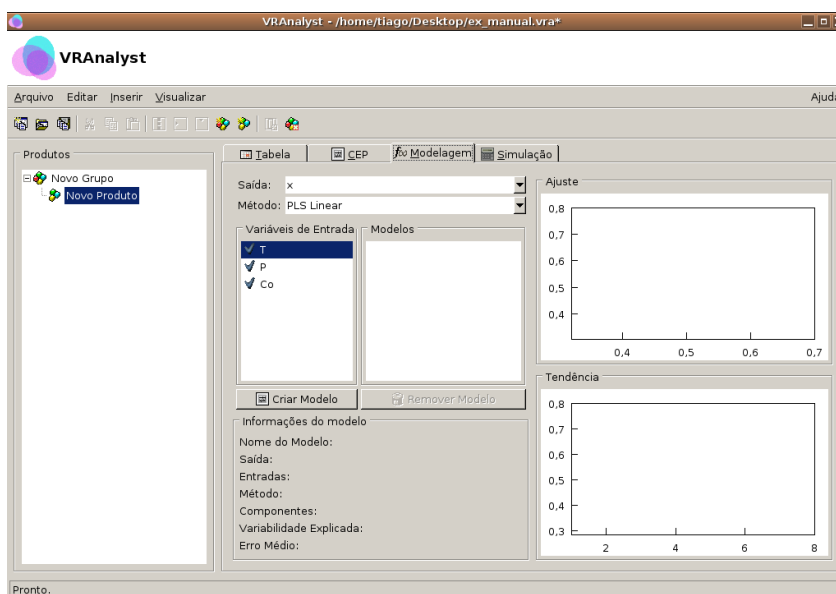 VRAnalyst - /home/tiago/Desktop/ex_manual.vra*
VRAnalyst
Arquivo Editar Inserir Visualizar Ajuda
Produtos
Novo Grupo
Novo Produto
Tabela CEP f(x) Modelagem Simulação
Saída: x
Método: PLS Linear
Variáveis de Entrada
T
P
Co
Modelos
Criar Modelo Remover Modelo
Informações do modelo
Nome do Modelo:
Saída:
Entradas:
Método:
Componentes:
Variabilidade Explicada:
Erro Médio:
Ajuste
0,8
0,7
0,6
0,5
0,4
0,4 0,5 0,6 0,7
Tendência
0,8
0,7
0,6
0,5
0,4
0,3
2 4 6 8
Pronto.